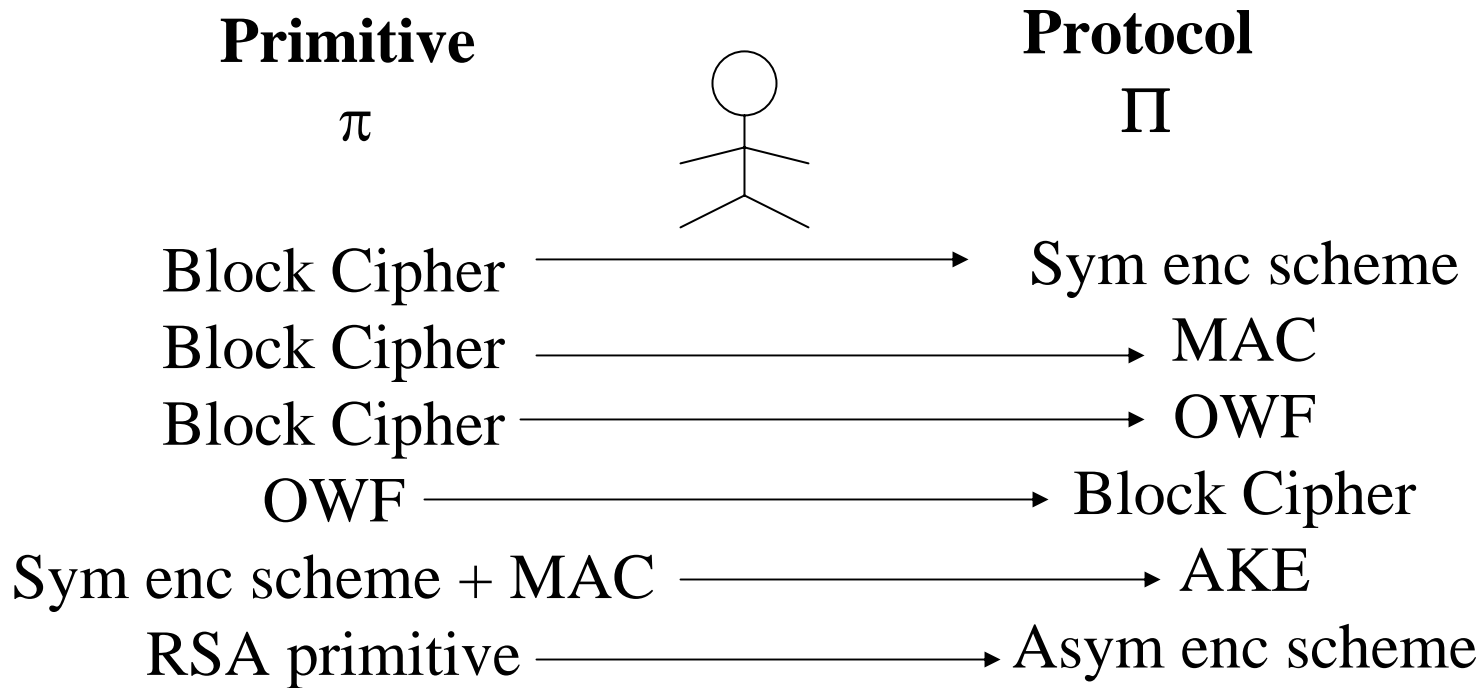 Primitive Protocol
π Π
Block Cipher Sym enc scheme
Block Cipher MAC
Block Cipher OWF
OWF Block Cipher
Sym enc scheme + MAC AKE
RSA primitive Asym enc scheme